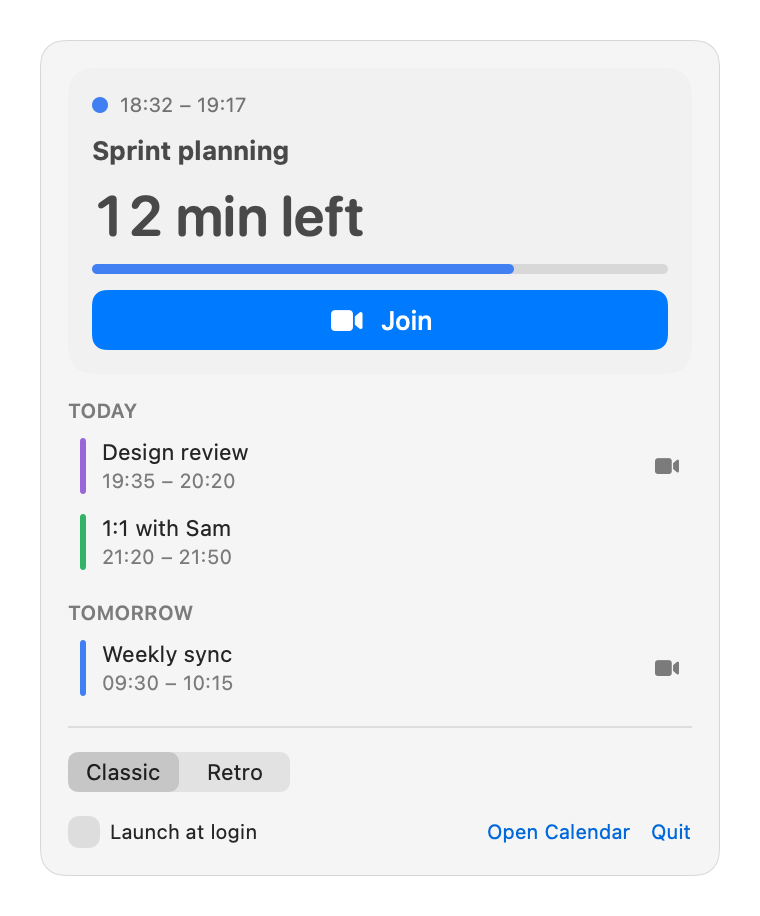 18:32 – 19:17
Sprint planning
12 min left
Join
TODAY
Design review
19:35 – 20:20
1:1 with Sam
21:20 – 21:50
TOMORROW
Weekly sync
09:30 – 10:15
Classic Retro
Launch at login Open Calendar Quit